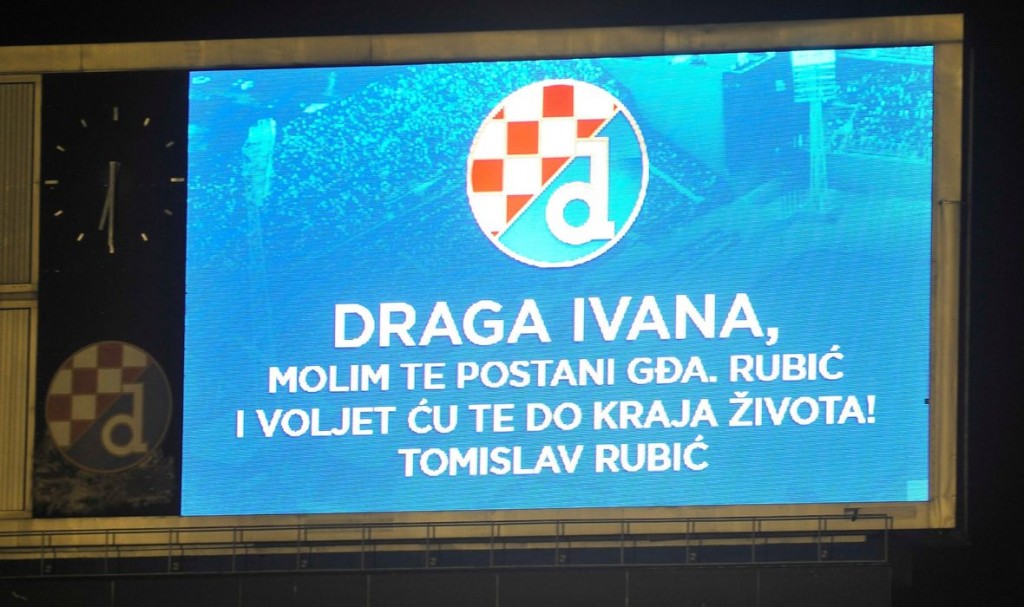 d
DRAGA IVANA,
MOLIM TE POSTANI GĐA. RUBIĆ
I VOLJET ĆU TE DO KRAJA ŽIVOTA!
TOMISLAV RUBIĆ
d